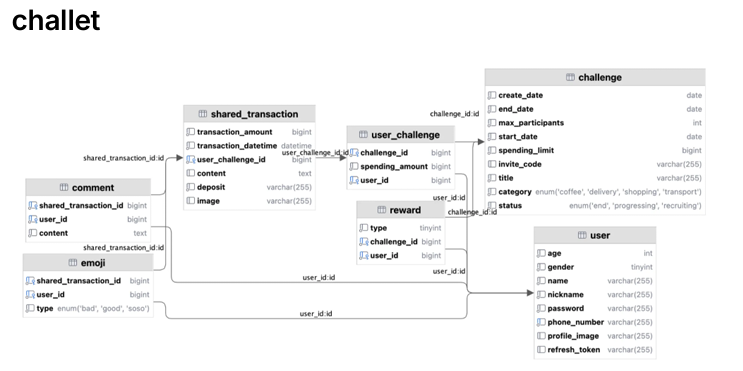 challet
challenge
create_date date
end_date date
max_participants int
start_date date
spending_limit bigint
invite_code varchar(255)
title varchar(255)
category enum('coffee', 'delivery', 'shopping', 'transport')
status enum('end', 'progressing', 'recruiting')
challenge_id:id
shared_transaction
transaction_amount bigint
transaction_datetime datetime
user_challenge_id bigint
content text
deposit varchar(255)
image varchar(255)
user_challenge_id:id
user_challenge
challenge_id bigint
spending_amount bigint
user_id bigint
shared_transaction_id:id
comment
shared_transaction_id bigint
user_id bigint
content text
user_id:id
challenge_id:id
reward
type tinyint
challenge_id bigint
user_id bigint
user_id:id
shared_transaction_id:id
emoji
shared_transaction_id bigint
user_id bigint
type enum('bad', 'good', 'soso')
user_id:id
user_id:id
user
age int
gender tinyint
name varchar(255)
nickname varchar(255)
password varchar(255)
phone_number varchar(255)
profile_image varchar(255)
refresh_token varchar(255)